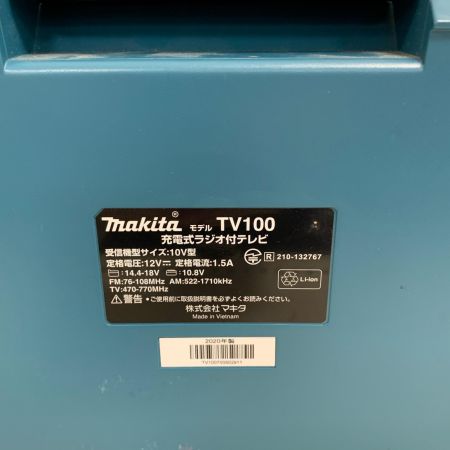 makita® モデル TV100
充電式ラジオ付テレビ
受信機型サイズ:10V型
定格電圧:12V⎓ 定格電流:1.5A
14.4-18V 10.8V
FM:76-108MHz AM:522-1710kHz
TV:470-770MHz
R 210-132767
Li-ion
⚠警告 •使用前に取扱説明書を必ずよくお読みください。
株式会社マキタ
Made in Vietnam
2020年製